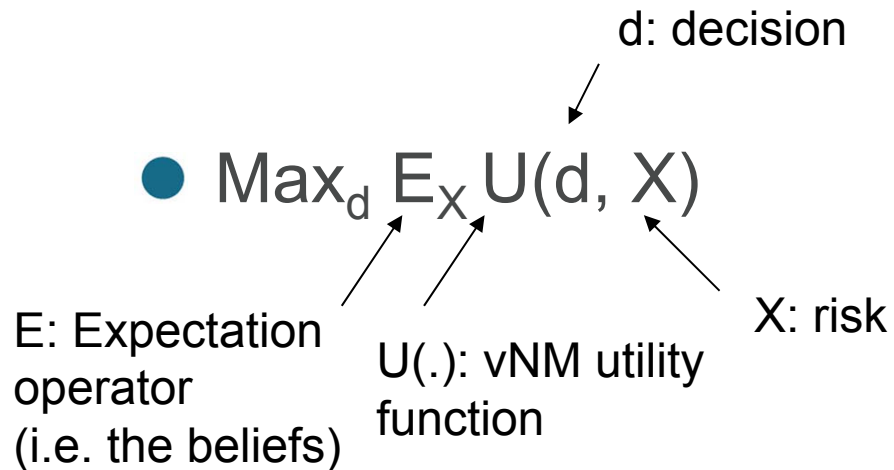 d: decision
● Max_d E_X U(d, X)
E: Expectation
operator
(i.e. the beliefs)
U(.): vNM utility
function
X: risk